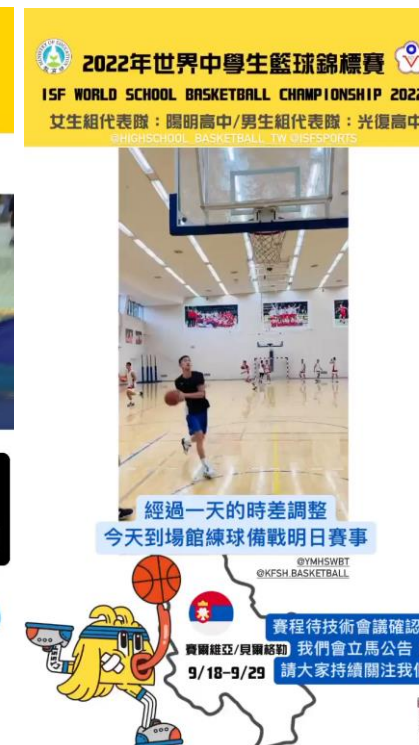 2022年世界中學生籃球錦標賽
ISF WORLD SCHOOL BASKETBALL CHAMPIONSHIP 2022
女生組代表隊：陽明高中/男生組代表隊：光復高中
@HIGHSCHOOL_BASKETBALL_TW @ISFSPORTS
經過一天的時差調整
今天到場館練球備戰明日賽事
@YMHSWBT
@KFSH.BASKETBALL
賽爾維亞/貝爾格勒
9/18-9/29
賽程待技術會議確認
我們會立馬公告
請大家持續關注我